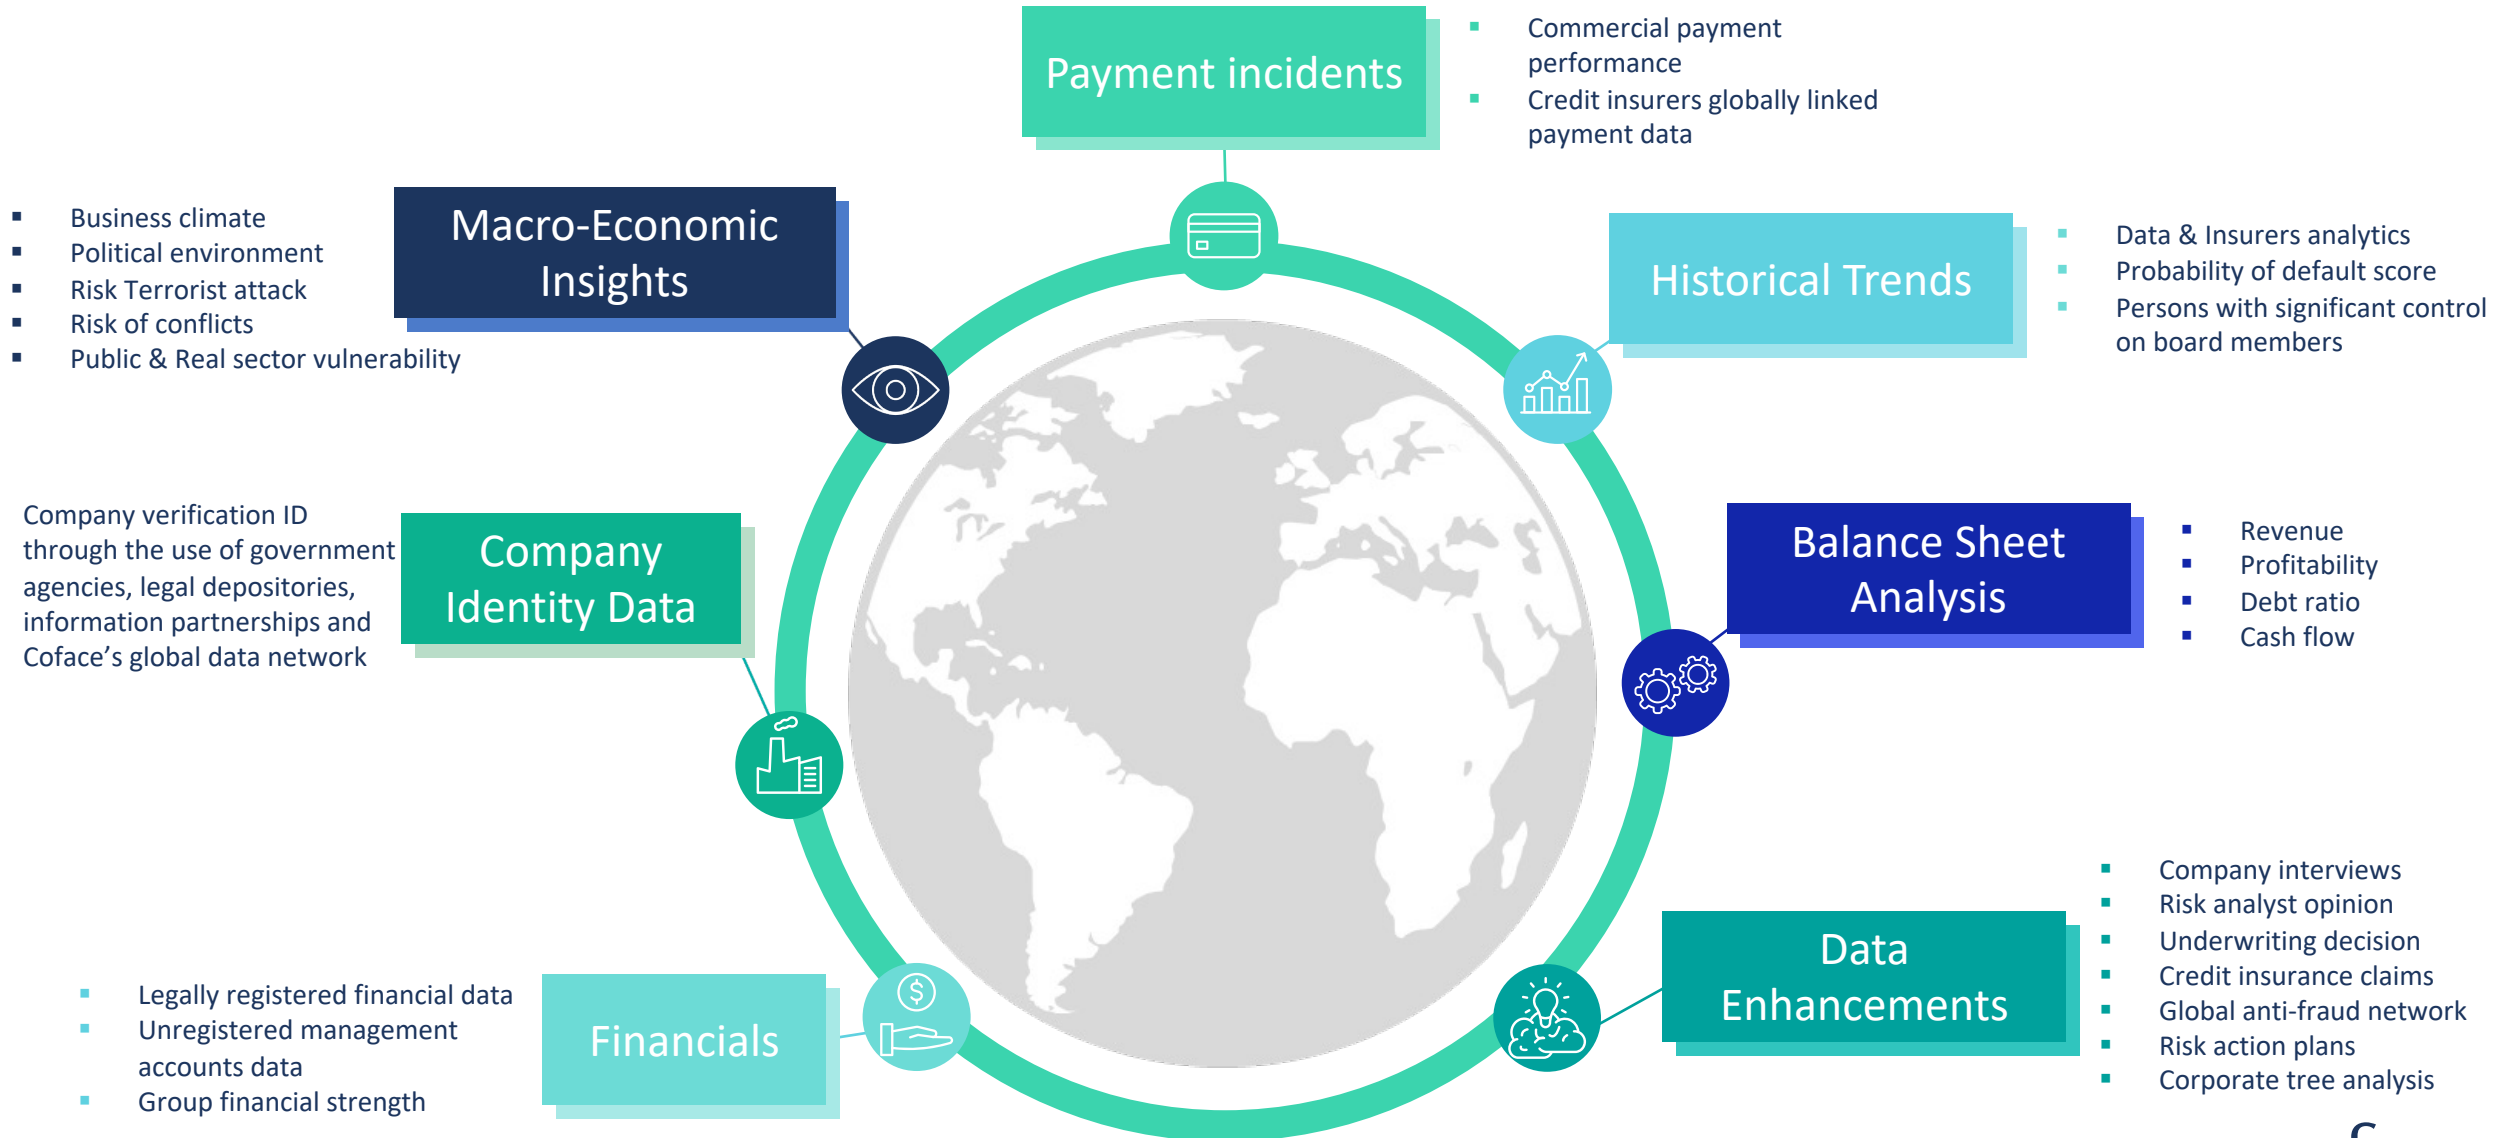 Payment incidents
Commercial payment
performance
Credit insurers globally linked
payment data
Macro-Economic
Insights
Business climate
Political environment
Risk Terrorist attack
Risk of conflicts
Public & Real sector vulnerability
Historical Trends
Data & Insurers analytics
Probability of default score
Persons with significant control
on board members
Company verification ID
through the use of government
agencies, legal depositories,
information partnerships and
Coface’s global data network
Company
Identity Data
Balance Sheet
Analysis
Revenue
Profitability
Debt ratio
Cash flow
Legally registered financial data
Unregistered management
accounts data
Group financial strength
Financials
$
Data
Enhancements
Company interviews
Risk analyst opinion
Underwriting decision
Credit insurance claims
Global anti-fraud network
Risk action plans
Corporate tree analysis